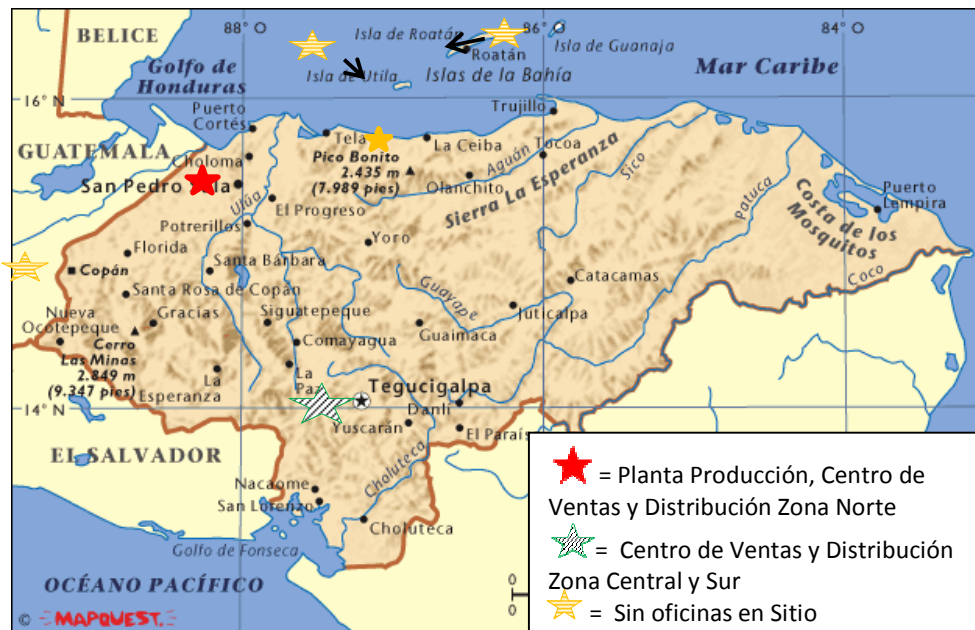 88° O
86° O
84° O
BELICE
Golfo de
Honduras
Isla de Roatán
Roatán
Isla de Guanaja
Isla de Utila
Islas de la Bahía
Mar Caribe
16° N
Puerto
Cortés
Trujillo
Tela
La Ceiba
GUATEMALA
Choloma
Pico Bonito
2.435 m
(7.989 pies)
Aguán
Tocoa
Sico
San Pedro
Olanchito
Sierra La Esperanza
Patuca
Puerto
Lempira
Ulúa
El Progreso
Costa de los
Mosquitos
Potrerillos
Yoro
Florida
Copán
Santa Bárbara
Catacamas
Coco
Santa Rosa de Copán
Guayape
Juticalpa
Nueva
Ocotepeque
Gracias
Siguatepeque
Guaimaca
Cerro
Las Minas
2.849 m
(9.347 pies)
Comayagua
La
Esperanza
La
Paz
Tegucigalpa
14° N
Danlí
Yuscarán
El Paraís
EL SALVADOR
Choluteca
Nacaome
San Lorenzo
Choluteca
Golfo de Fonseca
OCÉANO PACÍFICO
© MAPQUEST.
0
0
= Planta Producción, Centro de
Ventas y Distribución Zona Norte
= Centro de Ventas y Distribución
Zona Central y Sur
= Sin oficinas en Sitio